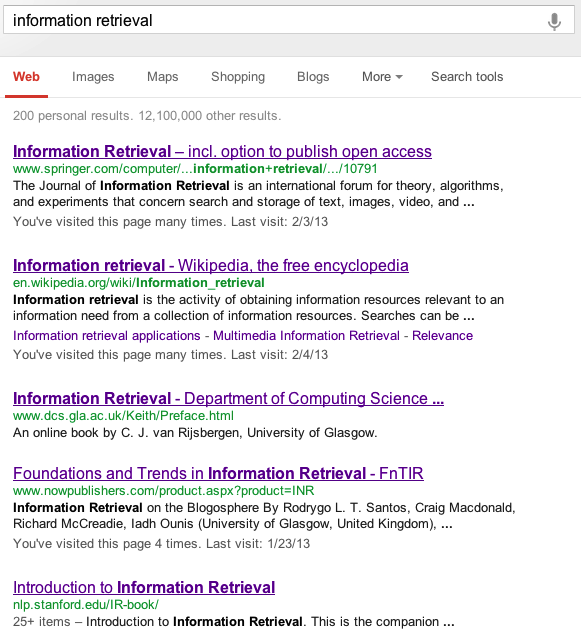 information retrieval
Web Images Maps Shopping Blogs More Search tools
200 personal results. 12,100,000 other results.
Information Retrieval – incl. option to publish open access
www.springer.com/computer/...information+retrieval/.../10791
The Journal of Information Retrieval is an international forum for theory, algorithms,
and experiments that concern search and storage of text, images, video, and ...
You've visited this page many times. Last visit: 2/3/13
Information retrieval - Wikipedia, the free encyclopedia
en.wikipedia.org/wiki/Information_retrieval
Information retrieval is the activity of obtaining information resources relevant to an
information need from a collection of information resources. Searches can be ...
Information retrieval applications - Multimedia Information Retrieval - Relevance
You've visited this page many times. Last visit: 2/4/13
Information Retrieval - Department of Computing Science ...
www.dcs.gla.ac.uk/Keith/Preface.html
An online book by C. J. van Rijsbergen, University of Glasgow.
Foundations and Trends in Information Retrieval - FnTIR
www.nowpublishers.com/product.aspx?product=INR
Information Retrieval on the Blogosphere By Rodrygo L. T. Santos, Craig Macdonald,
Richard McCreadie, Iadh Ounis (University of Glasgow, United Kingdom), ...
You've visited this page 4 times. Last visit: 1/23/13
Introduction to Information Retrieval
nlp.stanford.edu/IR-book/
25+ items – Introduction to Information Retrieval. This is the companion ...